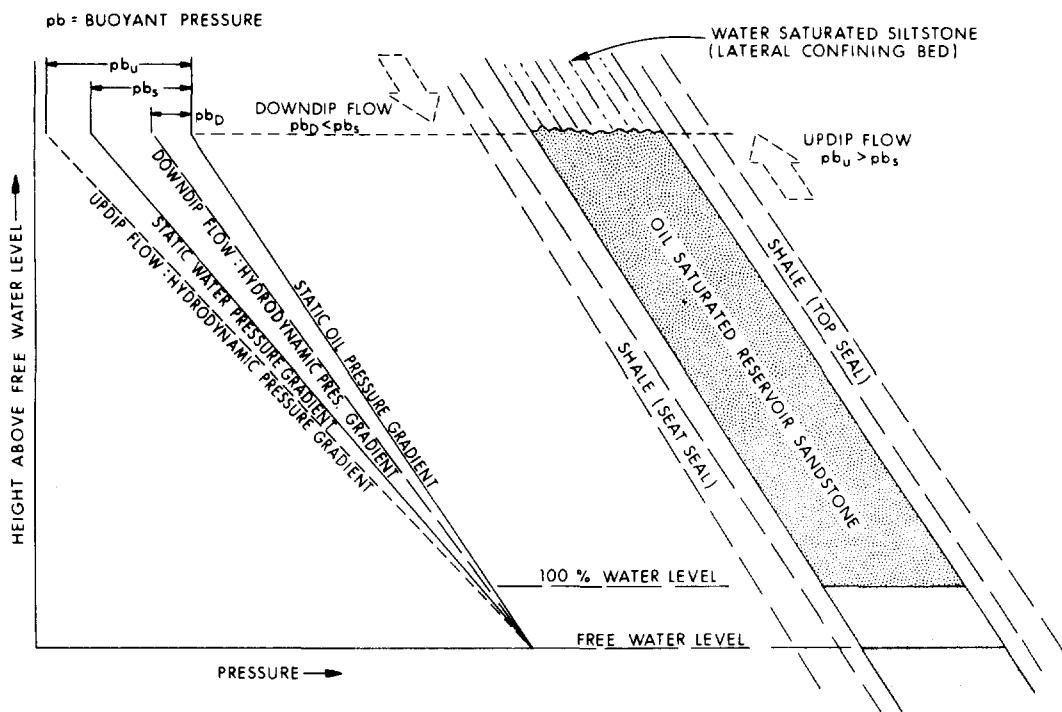 pb = BUOYANT PRESSURE
pbu
pbs
pbD
WATER SATURATED SILTSTONE
(LATERAL CONFINING BED)
DOWNDIP FLOW
pbD < pbs
UPDIP FLOW
pbu > pbs
HEIGHT ABOVE FREE WATER LEVEL
UPDIP FLOW : HYDRODYNAMIC PRESSURE GRADIENT
STATIC WATER PRESSURE GRADIENT
DOWNDIP FLOW : HYDRODYNAMIC PRES. GRADIENT
STATIC OIL PRESSURE GRADIENT
SHALE (SEAT SEAL)
OIL SATURATED RESERVOIR SANDSTONE
SHALE (TOP SEAL)
100 % WATER LEVEL
FREE WATER LEVEL
PRESSURE